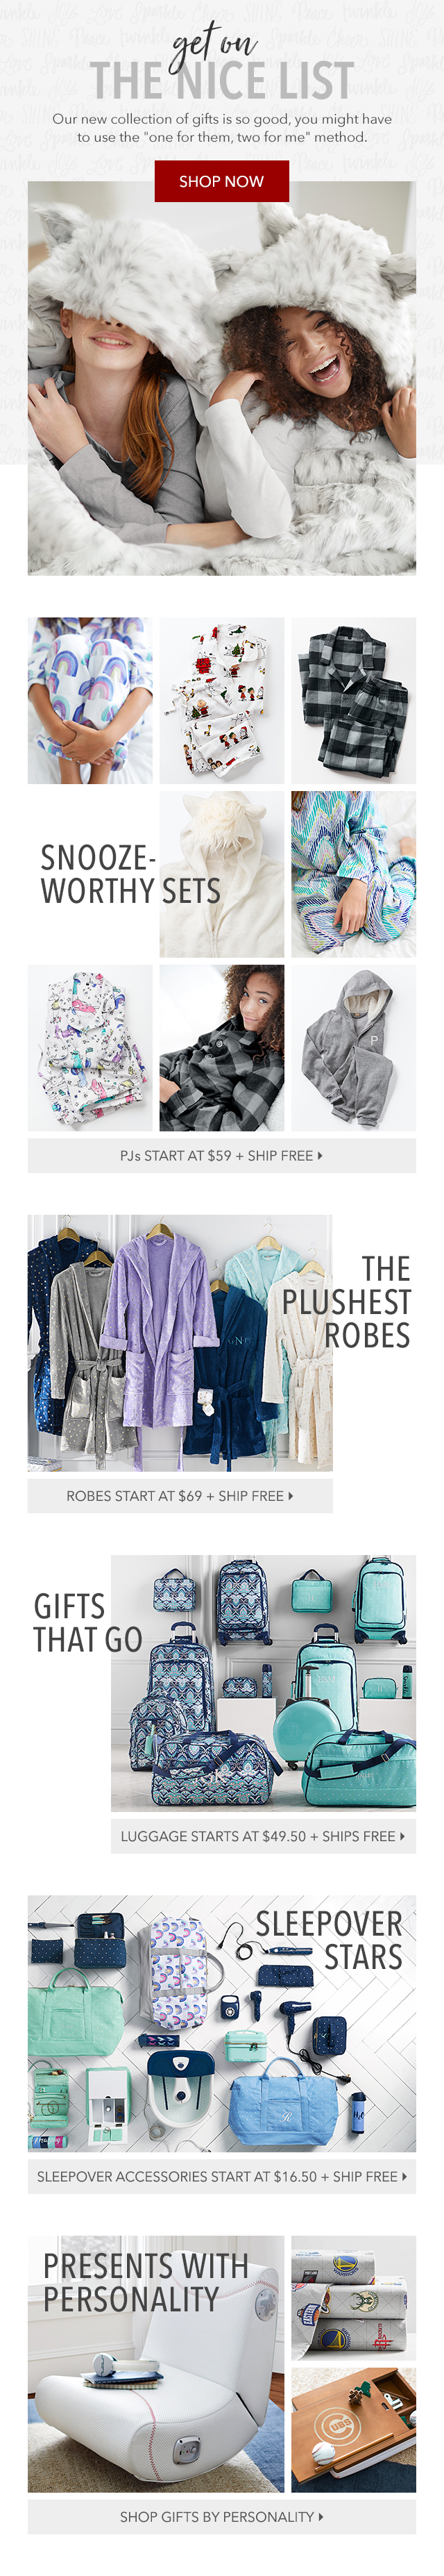 get on
THE NICE LIST
Our new collection of gifts is so good, you might have
to use the "one for them, two for me" method.
SHOP NOW
SNOOZE-
WORTHY SETS
P
PJs START AT $59 + SHIP FREE
THE
PLUSHEST
ROBES
ROBES START AT $69 + SHIP FREE
GIFTS
THAT GO
LUGGAGE STARTS AT $49.50 + SHIPS FREE
SLEEPOVER
STARS
SLEEPOVER ACCESSORIES START AT $16.50 + SHIP FREE
PRESENTS WITH
PERSONALITY
SHOP GIFTS BY PERSONALITY